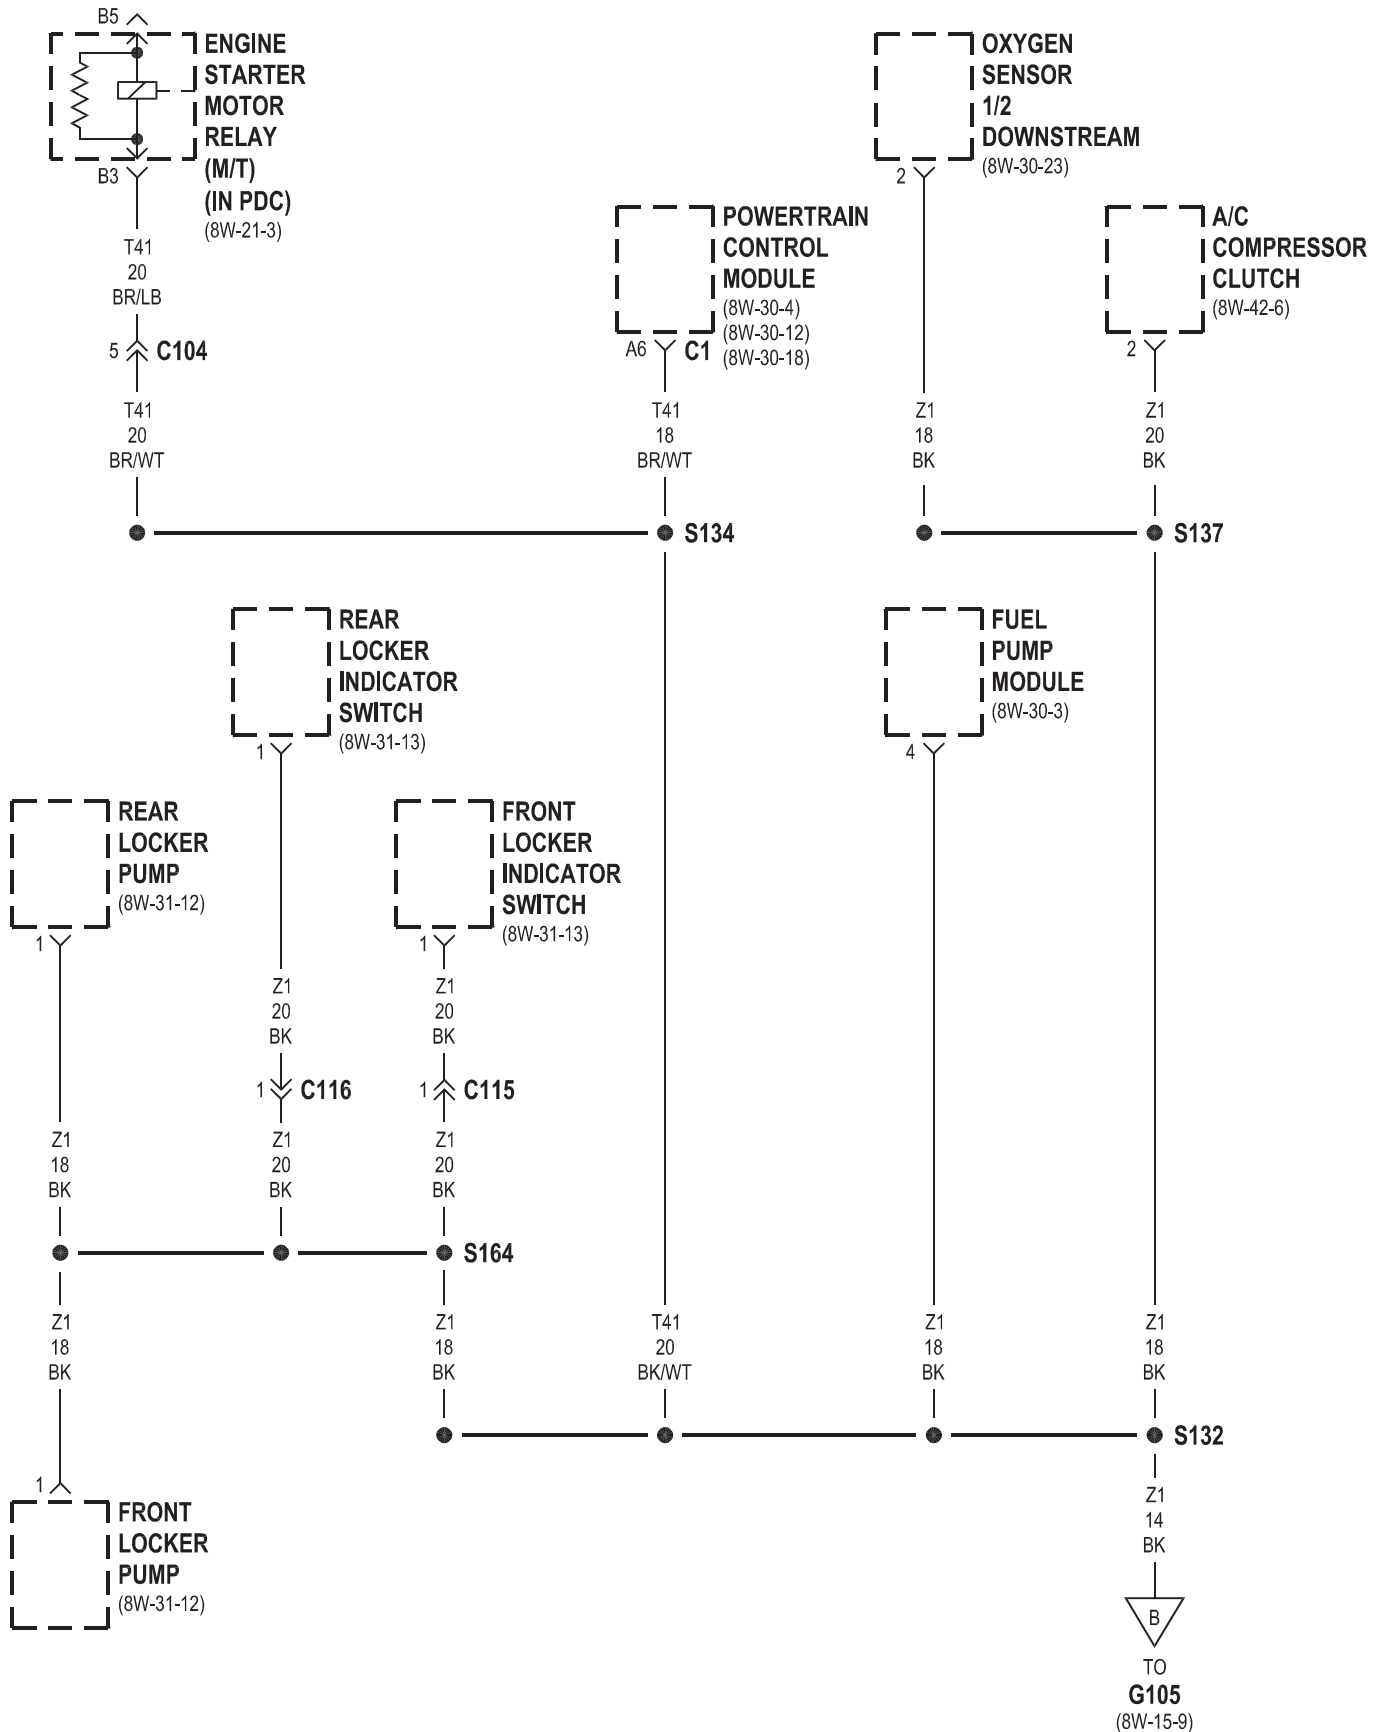 B5
ENGINE
STARTER
MOTOR
RELAY
(M/T)
(IN PDC)
(8W-21-3)
B3
T41
20
BR/LB
5
C104
T41
20
BR/WT
POWERTRAIN
CONTROL
MODULE
(8W-30-4)
(8W-30-12)
(8W-30-18)
A6
C1
T41
18
BR/WT
S134
OXYGEN
SENSOR
1/2
DOWNSTREAM
(8W-30-23)
2
Z1
18
BK
A/C
COMPRESSOR
CLUTCH
(8W-42-6)
2
Z1
20
BK
S137
REAR
LOCKER
INDICATOR
SWITCH
(8W-31-13)
1
Z1
20
BK
1
C116
Z1
20
BK
FUEL
PUMP
MODULE
(8W-30-3)
4
REAR
LOCKER
PUMP
(8W-31-12)
1
Z1
18
BK
FRONT
LOCKER
INDICATOR
SWITCH
(8W-31-13)
1
Z1
20
BK
1
C115
Z1
20
BK
S164
Z1
18
BK
Z1
18
BK
T41
20
BK/WT
Z1
18
BK
Z1
18
BK
S132
1
FRONT
LOCKER
PUMP
(8W-31-12)
Z1
14
BK
B
TO
G105
(8W-15-9)